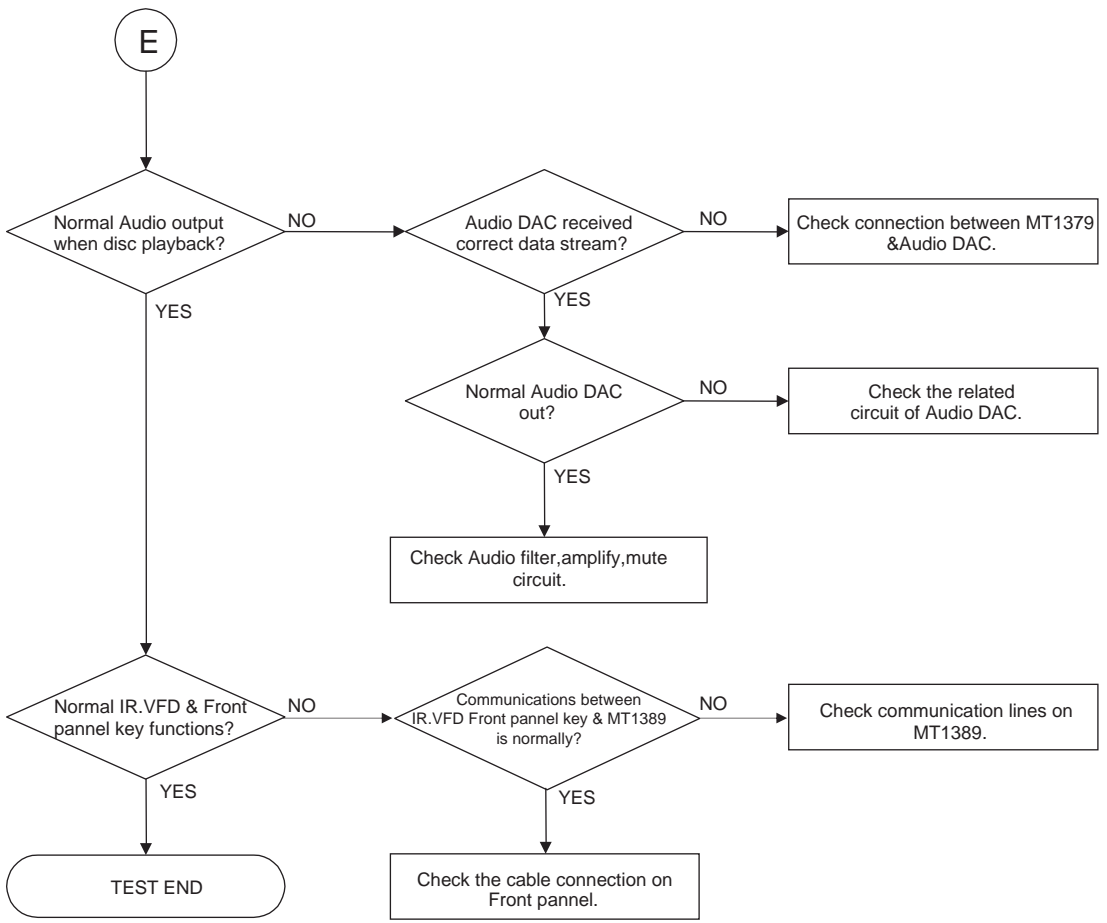 E
Normal Audio output
when disc playback?
NO
Audio DAC received
correct data stream?
NO
Check connection between MT1379
&Audio DAC.
YES
YES
Normal Audio DAC
out?
NO
Check the related
circuit of Audio DAC.
YES
Check Audio filter,amplify,mute
circuit.
Normal IR.VFD & Front
pannel key functions?
NO
Communications between
IR.VFD Front pannel key & MT1389
is normally?
NO
Check communication lines on
MT1389.
YES
YES
TEST END
Check the cable connection on
Front pannel.